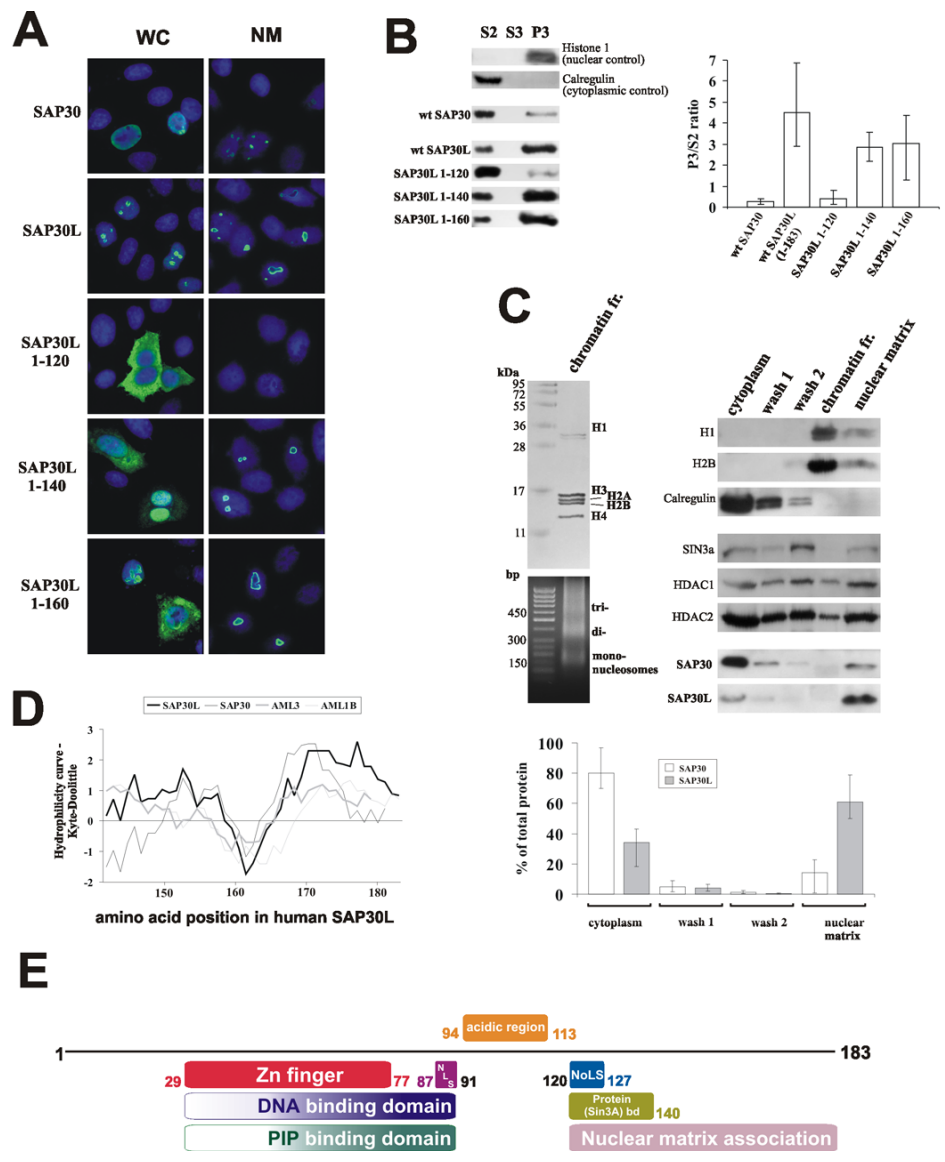 A
WC
NM
SAP30
SAP30L
SAP30L
1-120
SAP30L
1-140
SAP30L
1-160
B
S2 S3 P3
Histone 1
(nuclear control)
Calregulin
(cytoplasmic control)
wt SAP30
wt SAP30L
SAP30L 1-120
SAP30L 1-140
SAP30L 1-160
P3/S2 ratio
7
6
5
4
3
2
1
0
wt SAP30
wt SAP30L
(1-183)
SAP30L 1-120
SAP30L 1-140
SAP30L 1-160
C
chromatin fr.
kDa
95
72
55
36
28
17
11
H1
H3
H2A
H2B
H4
bp
450
300
150
tri-
di-
mono-
nucleosomes
cytoplasm
wash 1
wash 2
chromatin fr.
nuclear matrix
H1
H2B
Calregulin
SIN3a
HDAC1
HDAC2
SAP30
SAP30L
% of total protein
100
80
60
40
20
0
SAP30
SAP30L
cytoplasm
wash 1
wash 2
nuclear
matrix
D
SAP30L SAP30 AML3 AML1B
Hydrophilicity curve -
Kyte-Doolittle
3
2
1
0
-1
-2
150 160 170 180
amino acid position in human SAP30L
E
94 acidic region 113
1
183
29 Zn finger 77
87 NLS 91
120 NoLS 127
DNA binding domain
Protein
(Sin3A) bd 140
PIP binding domain
Nuclear matrix association